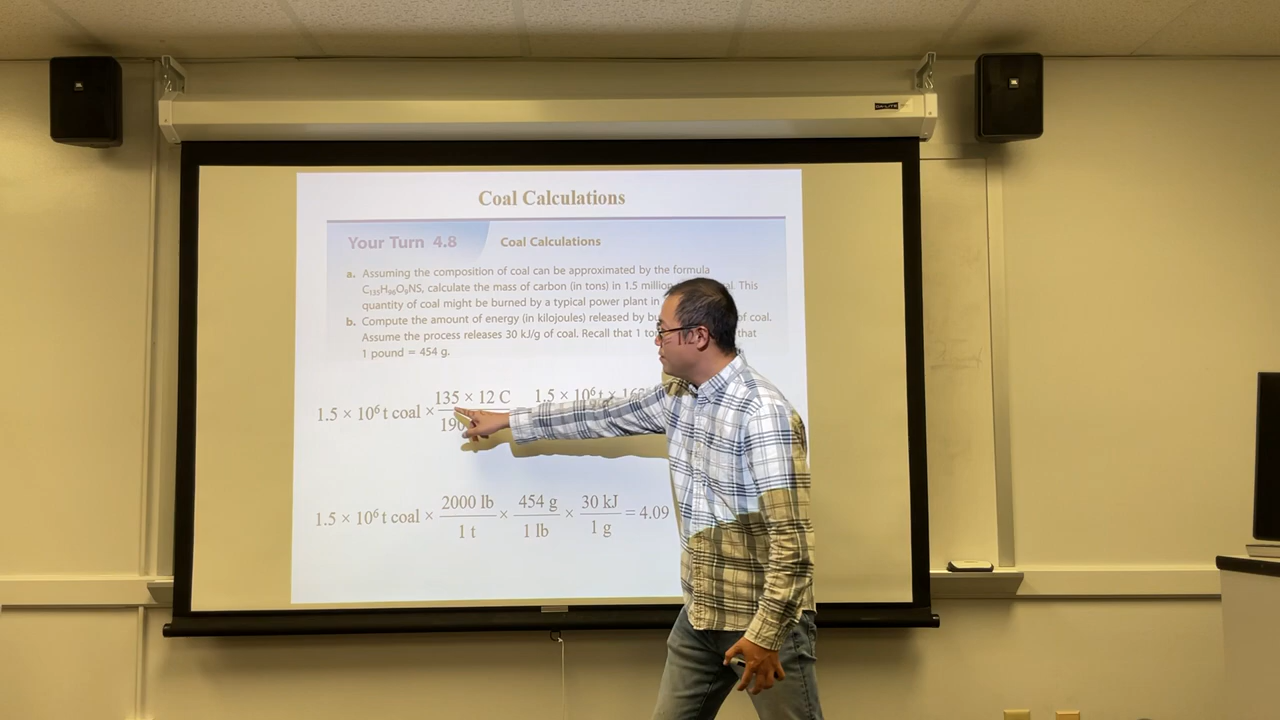 DA-LITE
Coal Calculations
Your Turn 4.8 Coal Calculations
a. Assuming the composition of coal can be approximated by the formula
C₁₃₅H₉₆O₉NS, calculate the mass of carbon (in tons) in 1.5 million This
quantity of coal might be burned by a typical power plant in
b. Compute the amount of energy (in kilojoules) released by of coal.
Assume the process releases 30 kJ/g of coal. Recall that 1 that
1 pound = 454 g.
1.5 × 10⁶ t coal × 135 × 12 C 1.5 × 10⁶ t ×
1.5 × 10⁶ t coal × 2000 lb / 1 t × 454 g / 1 lb × 30 kJ / 1 g = 4.09